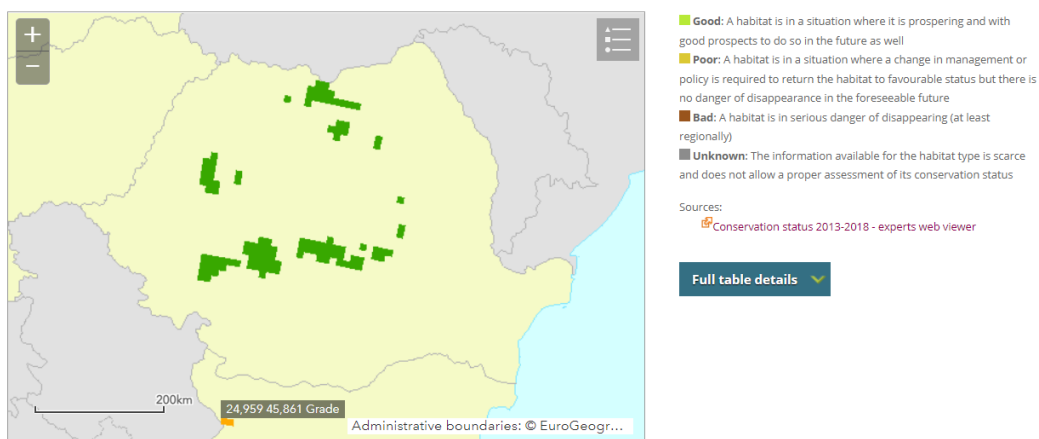 +
−
200km
24,959 45,861 Grade
Administrative boundaries: © EuroGeogr...
Good: A habitat is in a situation where it is prospering and with
good prospects to do so in the future as well
Poor: A habitat is in a situation where a change in management or
policy is required to return the habitat to favourable status but there is
no danger of disappearance in the foreseeable future
Bad: A habitat is in serious danger of disappearing (at least
regionally)
Unknown: The information available for the habitat type is scarce
and does not allow a proper assessment of its conservation status
Sources:
Conservation status 2013-2018 - experts web viewer
Full table details